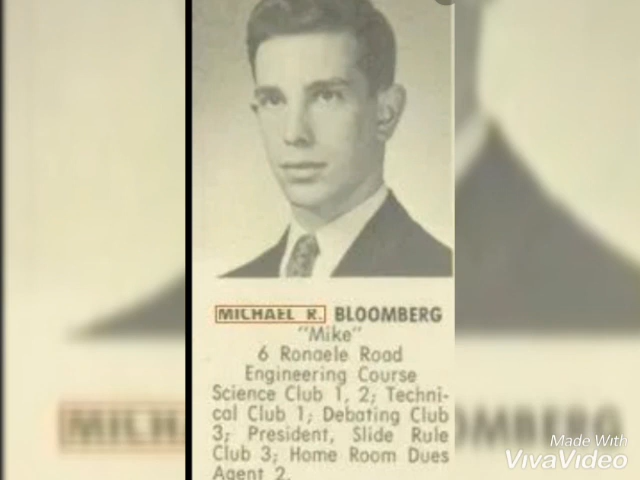 MICHAEL R. BLOOMBERG
"Mike"
6 Ronaele Road
Engineering Course
Science Club 1, 2; Techni-
cal Club 1; Debating Club
3; President, Slide Rule
Club 3; Home Room Dues
Agent 2.
Made With
VivaVideo